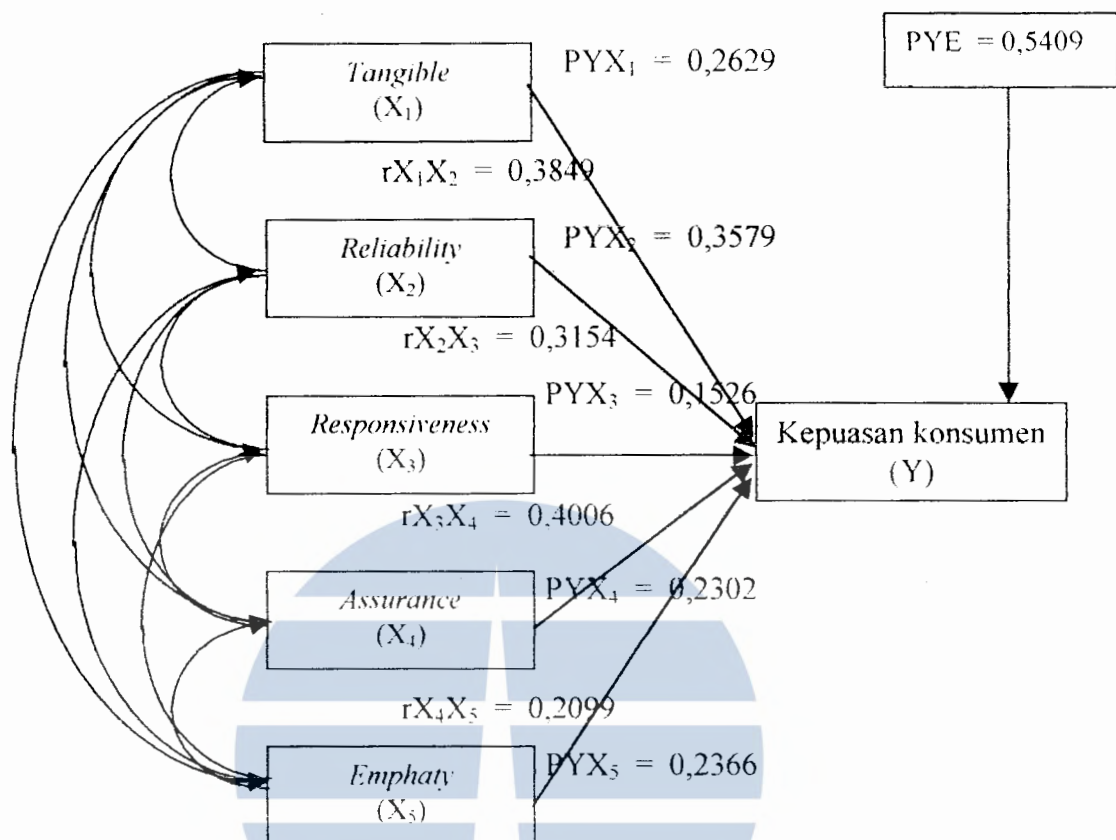 PYE = 0,5409
Tangible
(X₁)
PYX₁ = 0,2629
rX₁X₂ = 0,3849
Reliability
(X₂)
PYX₂ = 0,3579
rX₂X₃ = 0,3154
Responsiveness
(X₃)
PYX₃ = 0,1526
Kepuasan konsumen
(Y)
rX₃X₄ = 0,4006
Assurance
(X₄)
PYX₄ = 0,2302
rX₄X₅ = 0,2099
Emphaty
(X₅)
PYX₅ = 0,2366